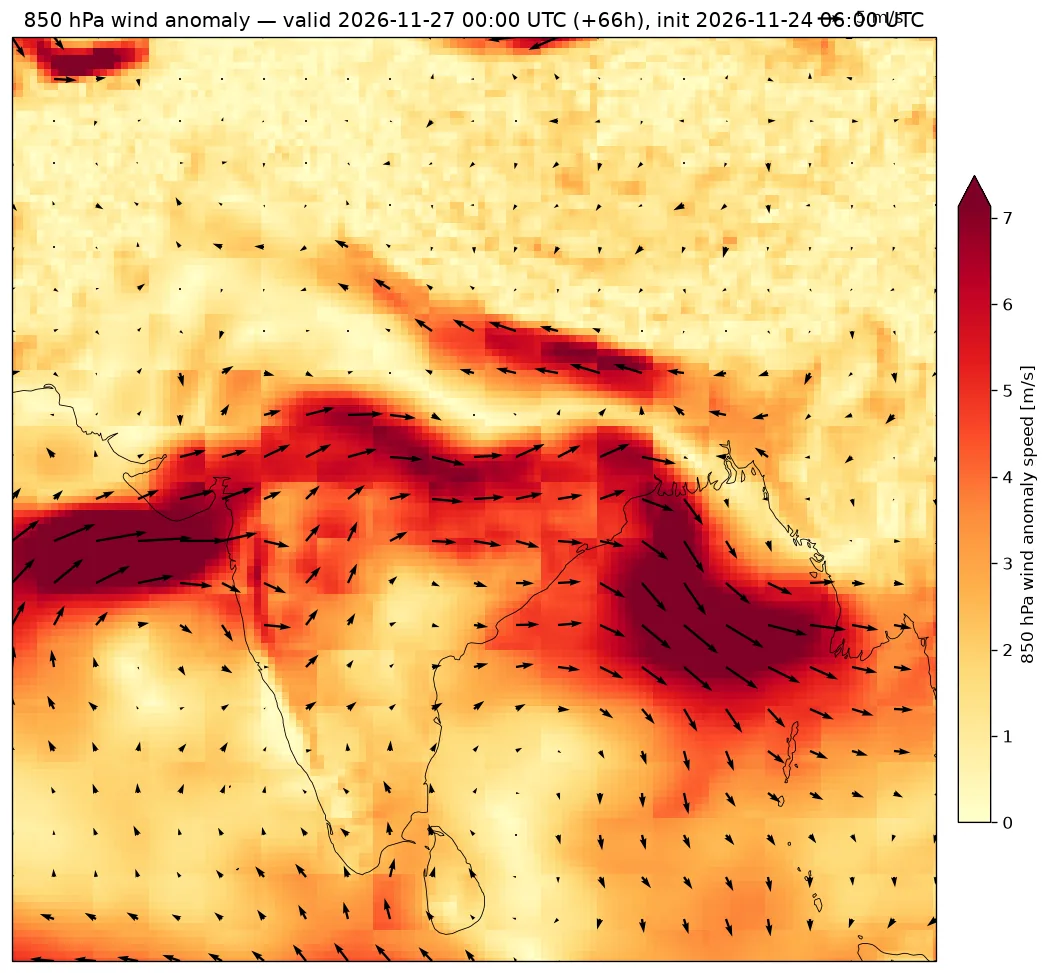 850 hPa wind anomaly — valid 2026-11-27 00:00 UTC (+66h), init 2026-11-24 06:00 UTC
5 m/s
7
6
5
4
3
2
1
0
850 hPa wind anomaly speed [m/s]